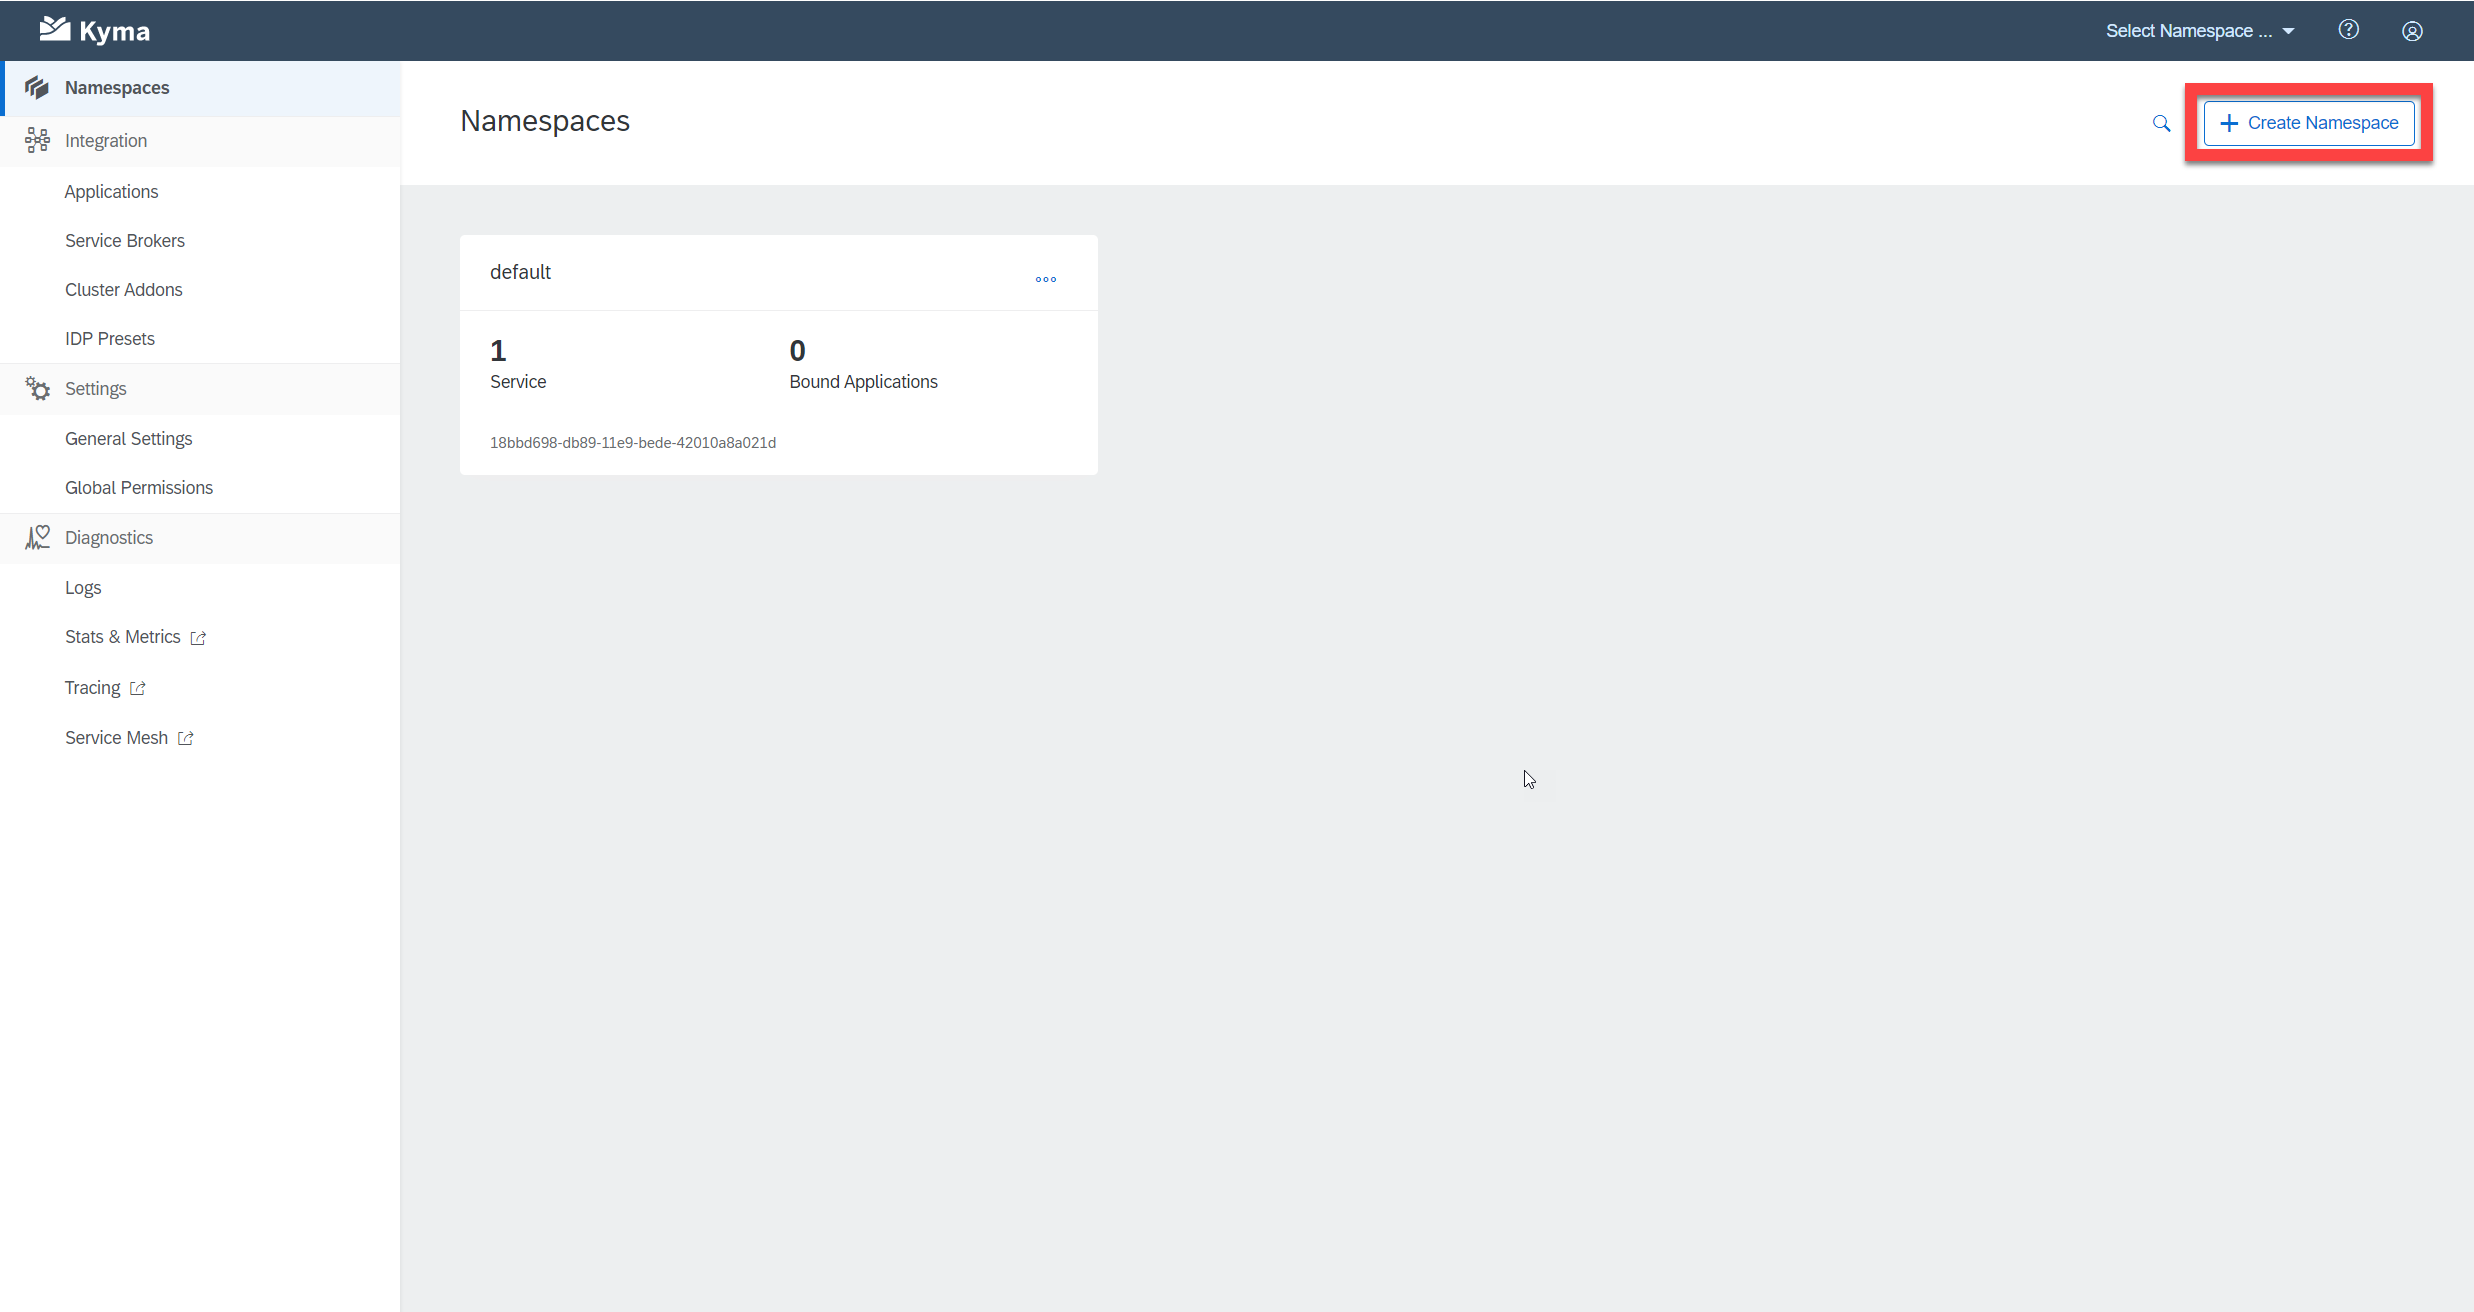 Kyma
Select Namespace ...
Namespaces
Integration
Applications
Service Brokers
Cluster Addons
IDP Presets
Settings
General Settings
Global Permissions
Diagnostics
Logs
Stats & Metrics
Tracing
Service Mesh
Namespaces
Create Namespace
default
1
Service
0
Bound Applications
18bbd698-db89-11e9-bede-42010a8a021d